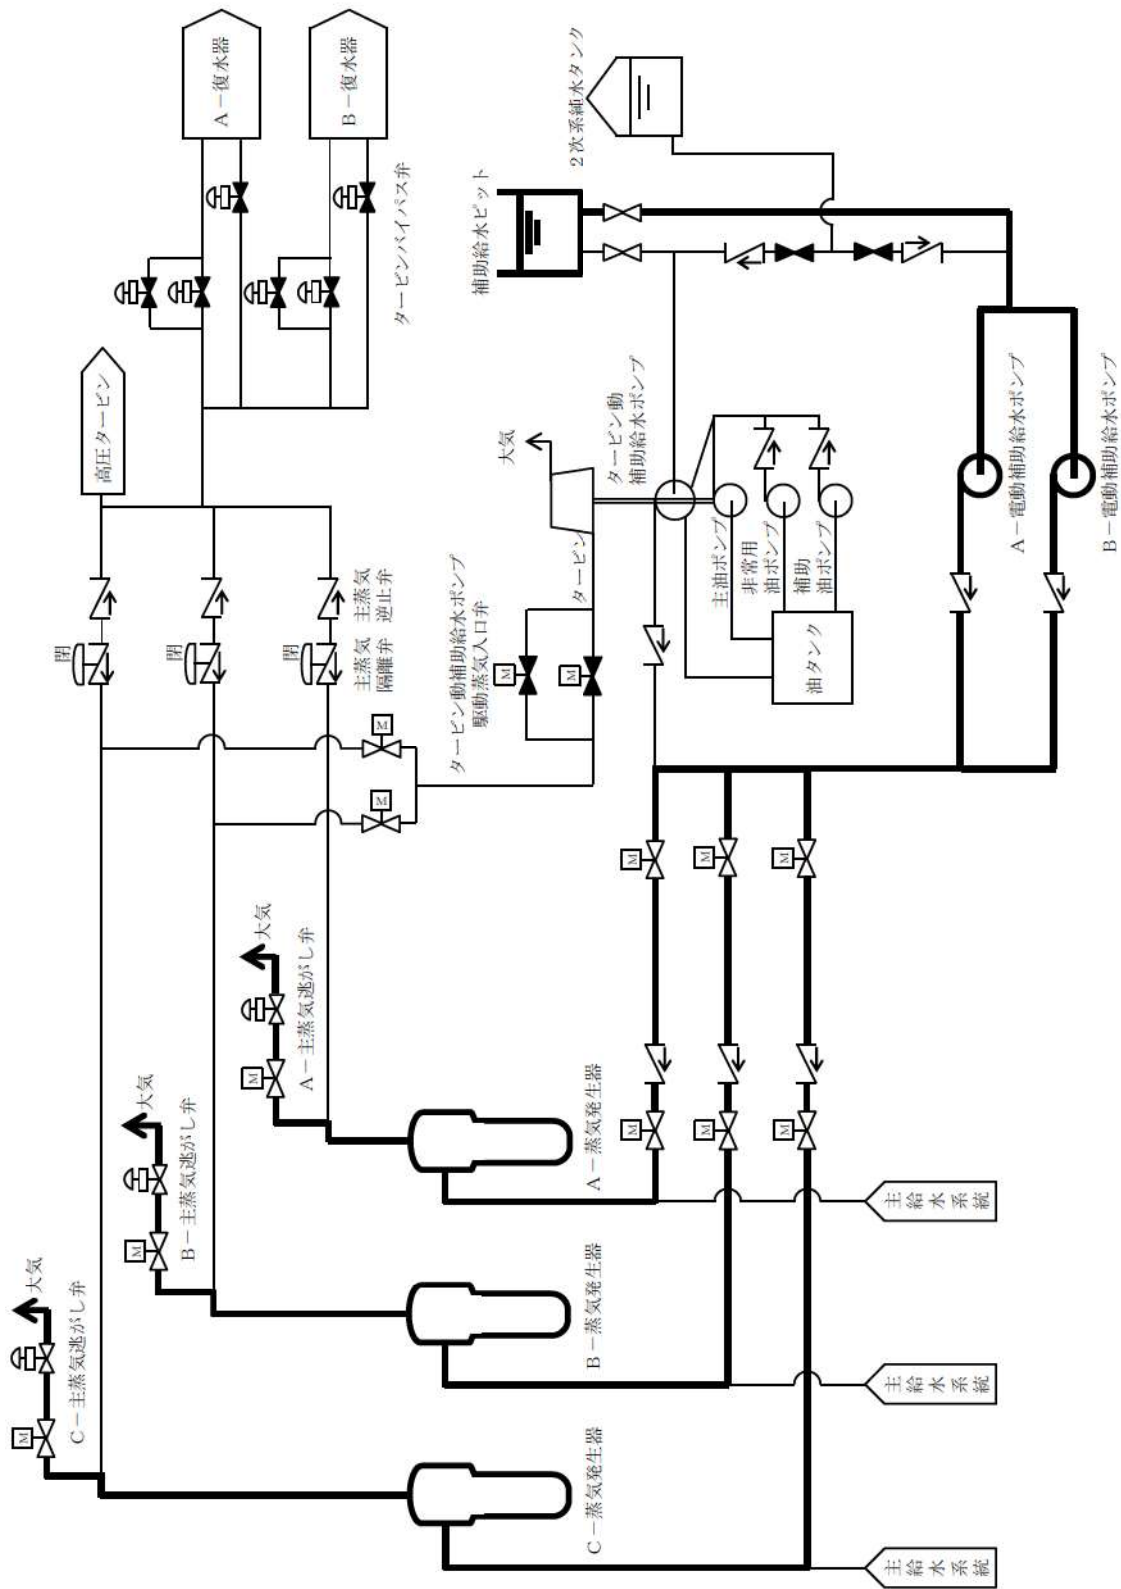 C－主蒸気逃がし弁
大気
M
B－主蒸気逃がし弁
大気
M
A－主蒸気逃がし弁
大気
M
C－蒸気発生器
B－蒸気発生器
A－蒸気発生器
主給水系統
主給水系統
主給水系統
M
M
M
M
M
M
M
M
閉
閉
閉
主蒸気
隔離弁
主蒸気
逆止弁
高圧タービン
A－復水器
B－復水器
タービンバイパス弁
タービン動補助給水ポンプ
駆動蒸気入口弁
M
M
タービン
大気
タービン動
補助給水ポンプ
主油ポンプ
非常用
油ポンプ
補助
油ポンプ
油タンク
補助給水ピット
2次系純水タンク
A－電動補助給水ポンプ
B－電動補助給水ポンプ